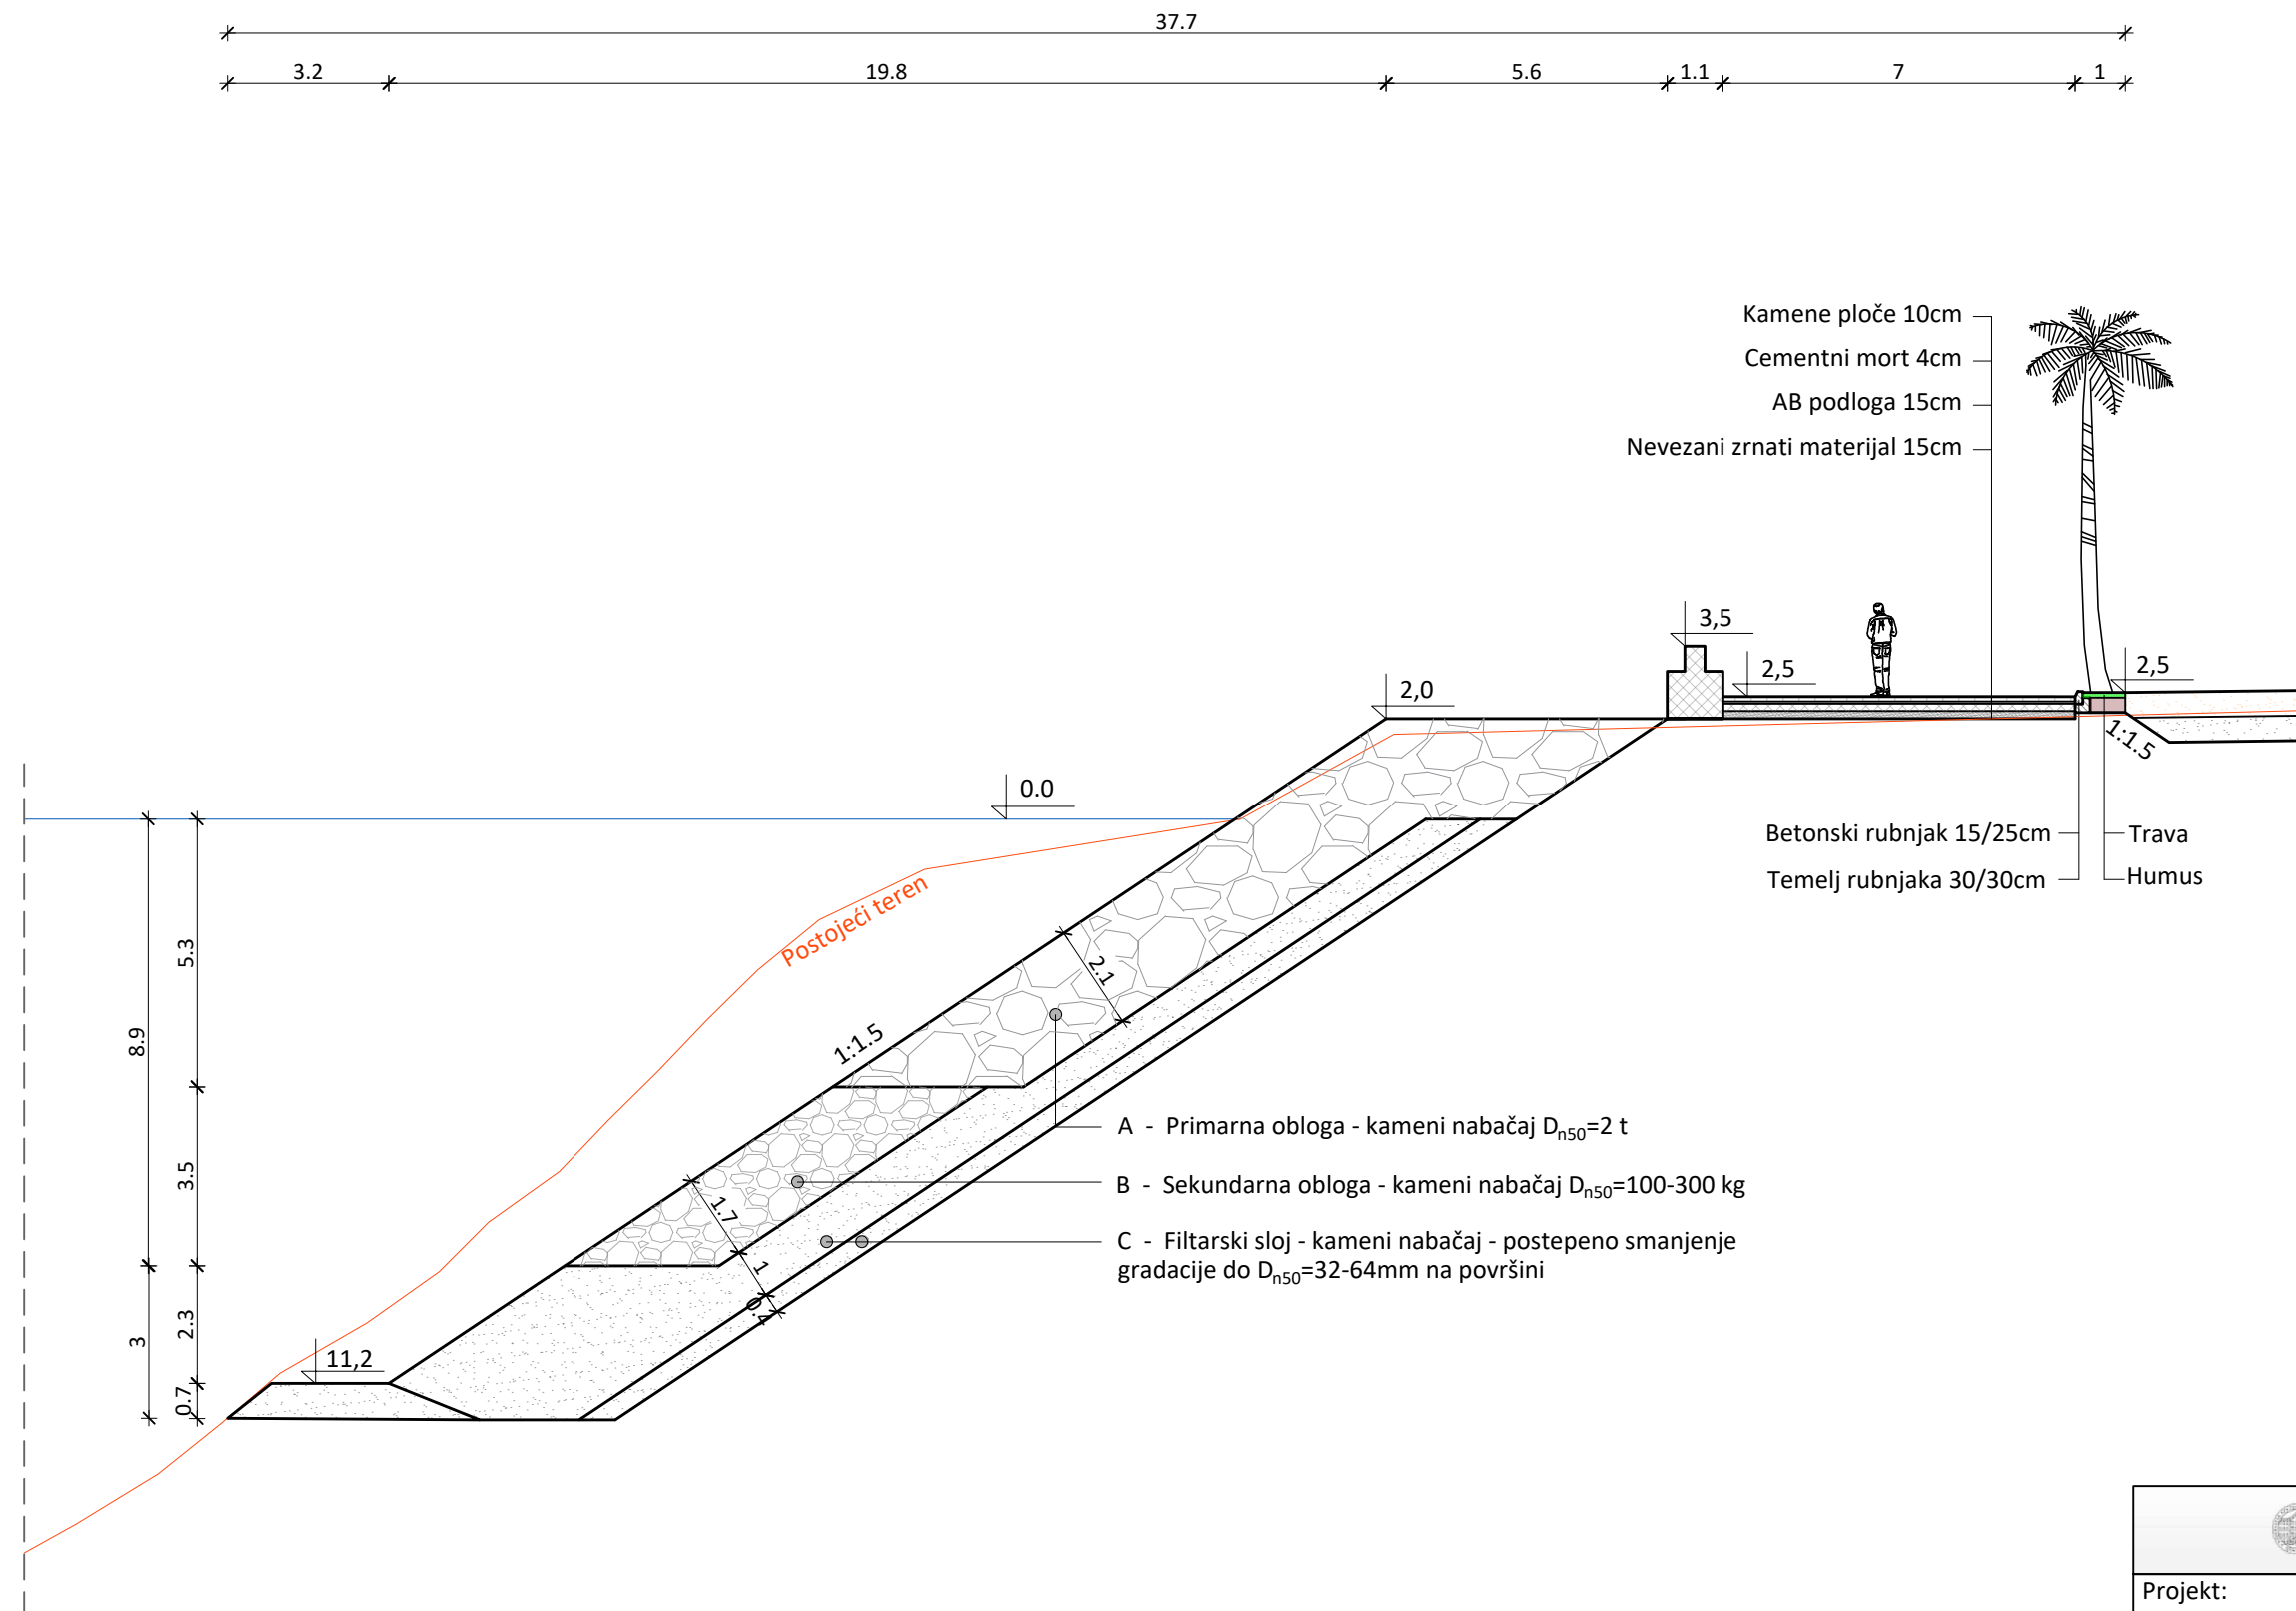 37.7
3.2
19.8
5.6
1.1
7
1
Kamene ploče 10cm
Cementni mort 4cm
AB podloga 15cm
Nevezani zrnati materijal 15cm
3,5
2,5
2,5
2,0
1:1.5
0.0
Betonski rubnjak 15/25cm
Trava
Temelj rubnjaka 30/30cm
Humus
Postojeći teren
5.3
8.9
2.1
1:1.5
A - Primarna obloga - kameni nabačaj Dn50=2 t
3.5
B - Sekundarna obloga - kameni nabačaj Dn50=100-300 kg
1.7
C - Filtarski sloj - kameni nabačaj - postepeno smanjenje
gradacije do Dn50=32-64mm na površini
1
0.4
2.3
3
11,2
0.7
Projekt: